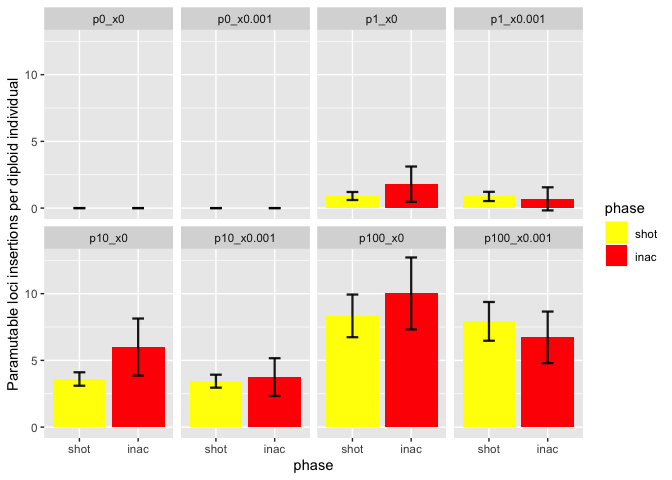 p0_x0 p0_x0.001 p1_x0 p1_x0.001
10
5
0
p10_x0 p10_x0.001 p100_x0 p100_x0.001
10
5
0
shot inac shot inac shot inac shot inac
phase
Paramutable loci insertions per diploid individual
phase
shot
inac